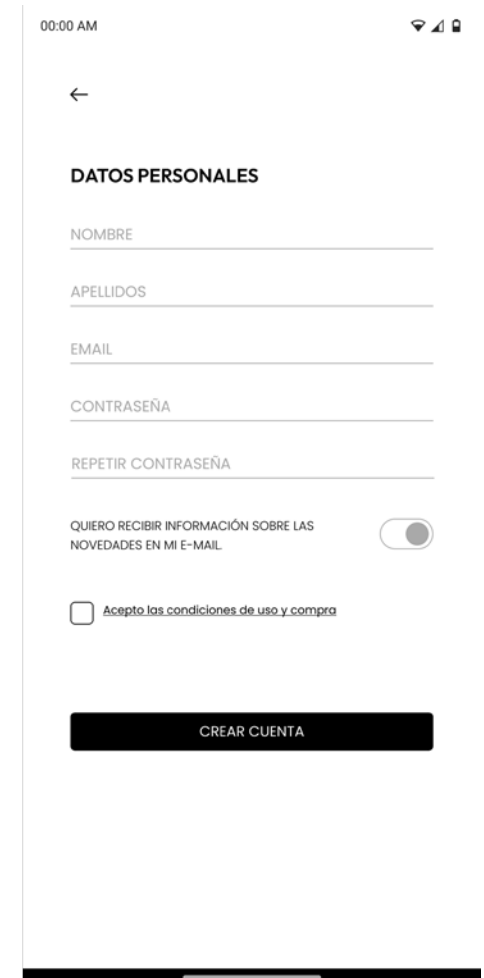 00:00 AM
DATOS PERSONALES
NOMBRE
APELLIDOS
EMAIL
CONTRASEÑA
REPETIR CONTRASEÑA
QUIERO RECIBIR INFORMACIÓN SOBRE LAS
NOVEDADES EN MI E-MAIL.
Acepto las condiciones de uso y compra
CREAR CUENTA